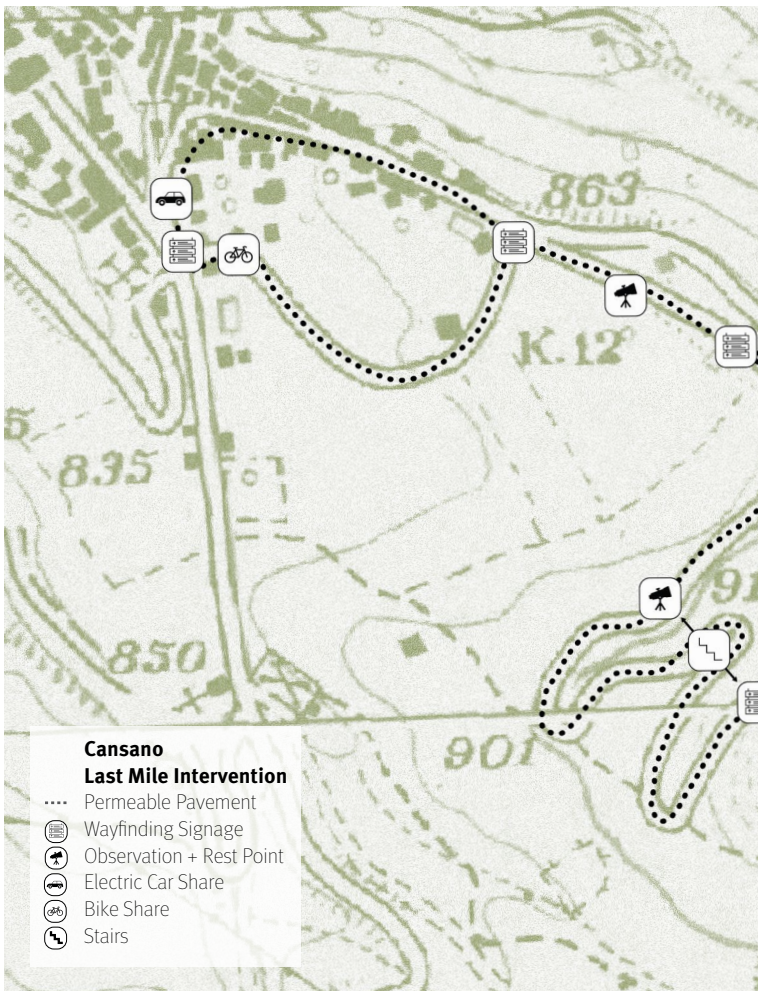 863
K.12
5
835
91
850
901
Cansano
Last Mile Intervention
Permeable Pavement
Wayfinding Signage
Observation + Rest Point
Electric Car Share
Bike Share
Stairs